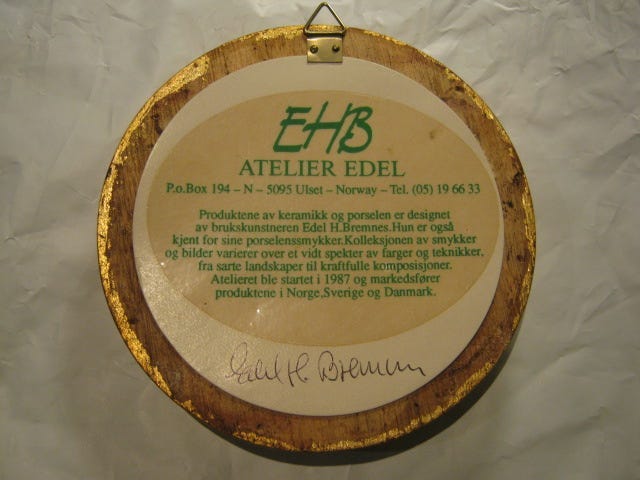 EHB
ATELIER EDEL
P.o.Box 194 – N – 5095 Ulset – Norway – Tel. (05) 19 66 33
Produktene av keramikk og porselen er designet
av brukskunstneren Edel H.Bremnes.Hun er også
kjent for sine porselenssmykker.Kolleksjonen av smykker
og bilder varierer over et vidt spekter av farger og teknikker,
fra sarte landskaper til kraftfulle komposisjoner.
Atelieret ble startet i 1987 og markedsfører
produktene i Norge,Sverige og Danmark.
Edel H. Bremnes